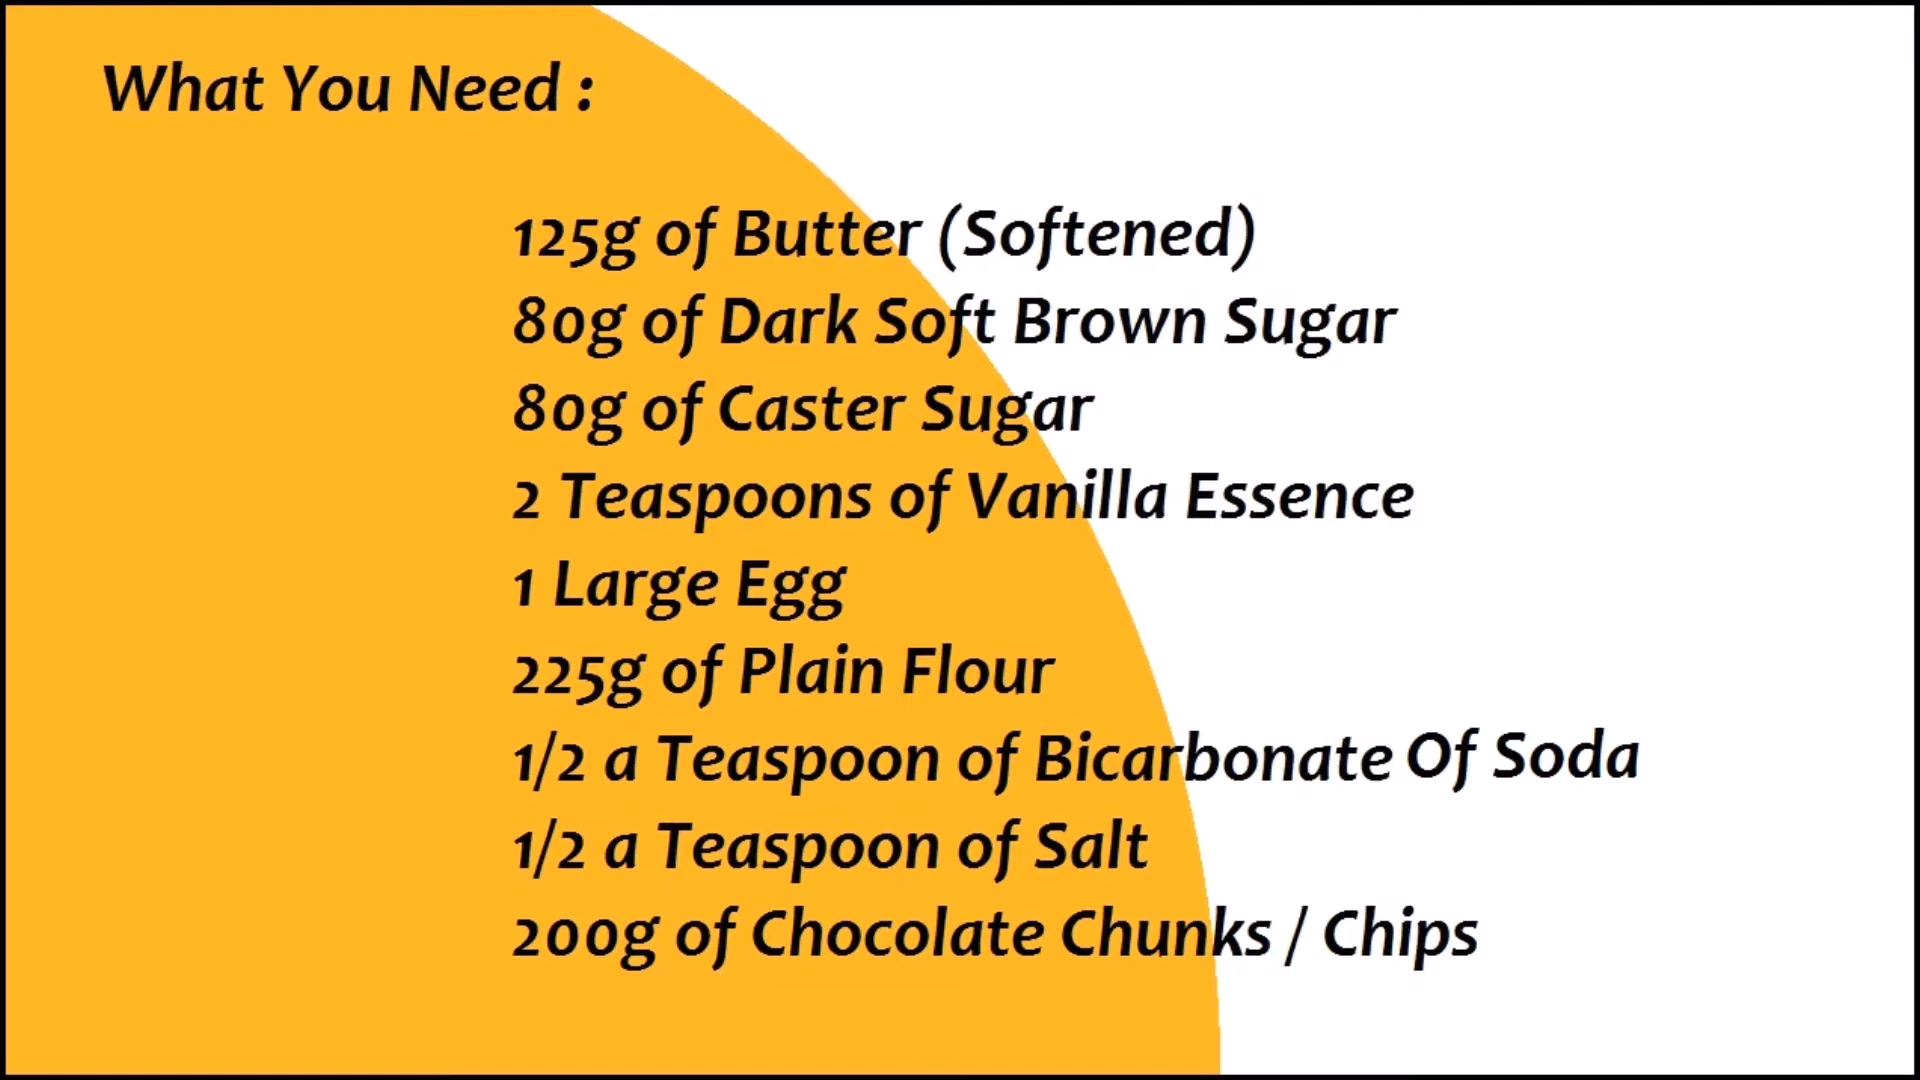 What You Need :
125g of Butter (Softened)
80g of Dark Soft Brown Sugar
80g of Caster Sugar
2 Teaspoons of Vanilla Essence
1 Large Egg
225g of Plain Flour
1/2 a Teaspoon of Bicarbonate Of Soda
1/2 a Teaspoon of Salt
200g of Chocolate Chunks / Chips